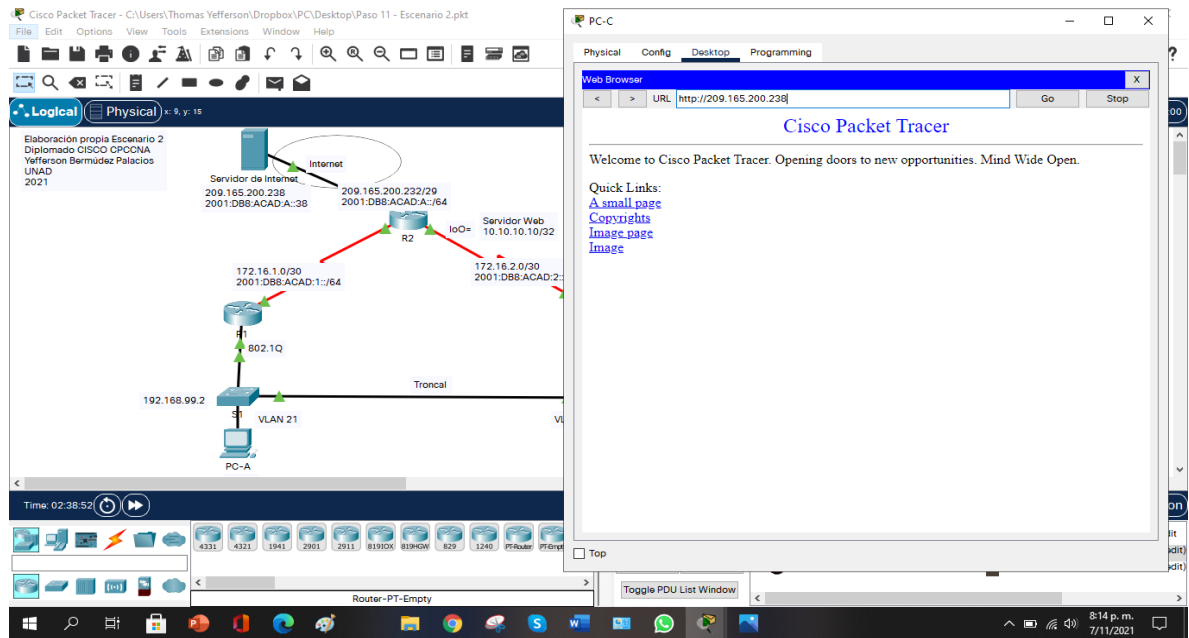 Cisco Packet Tracer - C:\Users\Thomas Yefferson\Dropbox\PC\Desktop\Paso 11 - Escenario 2.pkt
File Edit Options View Tools Extensions Window Help
Logical Physical x: 9, y: 15
Elaboración propia Escenario 2
Diplomado CISCO CPCCNA
Yefferson Bermúdez Palacios
UNAD
2021
Internet
Servidor de Internet
209.165.200.238
2001:DB8:ACAD:A::38
209.165.200.232/29
2001:DB8:ACAD:A::/64
R2
IoO=
Servidor Web
10.10.10.10/32
172.16.1.0/30
2001:DB8:ACAD:1::/64
172.16.2.0/30
2001:DB8:ACAD:2::
R1
802.1Q
Troncal
192.168.99.2
S1
VLAN 21
VL
PC-A
Time: 02:38:52
4331 4321 1941 2901 2911 819IOX 819HGW 829 1240 PT-Router PT-Empt
Router-PT-Empty
PC-C
Physical Config Desktop Programming
Web Browser X
< > URL http://209.165.200.238 Go Stop
Cisco Packet Tracer
Welcome to Cisco Packet Tracer. Opening doors to new opportunities. Mind Wide Open.
Quick Links:
A small page
Copyrights
Image page
Image
Top
?
:00
on
dit
edit)
edit)
Toggle PDU List Window
8:14 p. m.
7/11/2021